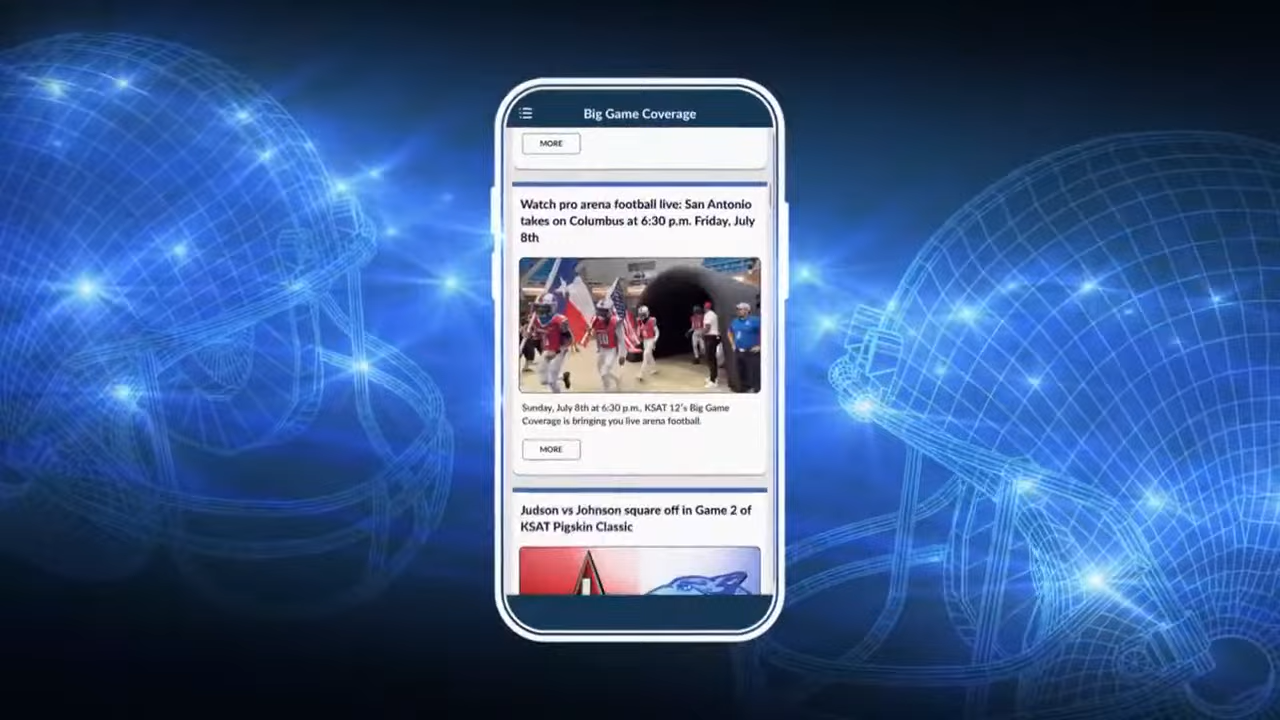 Big Game Coverage
MORE
Watch pro arena football live: San Antonio
takes on Columbus at 6:30 p.m. Friday, July
8th
Sunday, July 8th at 6:30 p.m., KSAT 12's Big Game
Coverage is bringing you live arena football.
MORE
Judson vs Johnson square off in Game 2 of
KSAT Pigskin Classic